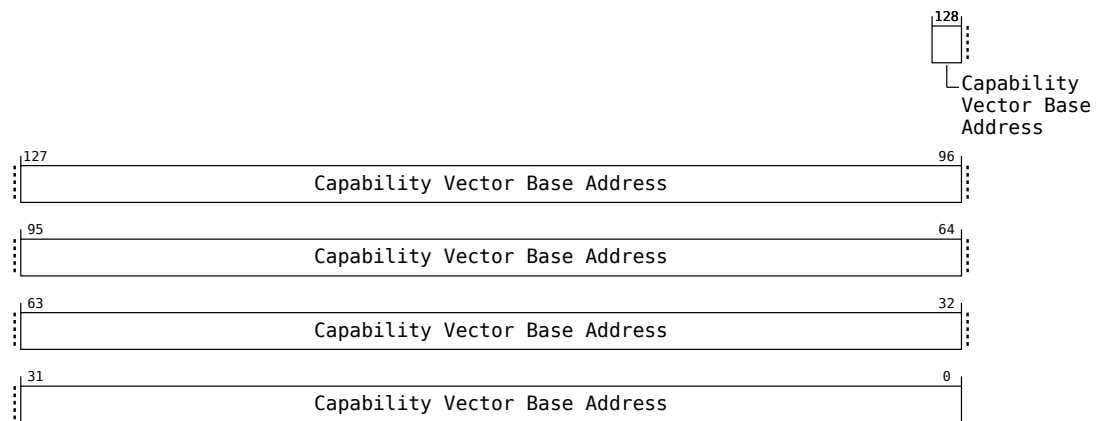 128
Capability
Vector Base
Address
127 96
Capability Vector Base Address
95 64
Capability Vector Base Address
63 32
Capability Vector Base Address
31 0
Capability Vector Base Address